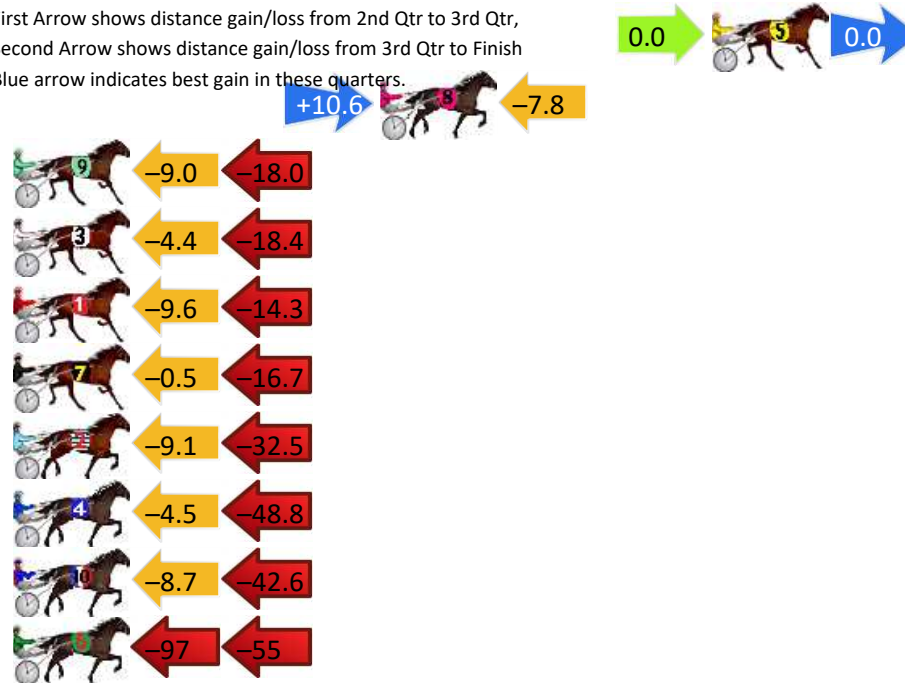 irst Arrow shows distance gain/loss from 2nd Qtr to 3rd Qtr,
econd Arrow shows distance gain/loss from 3rd Qtr to Finish
lue arrow indicates best gain in these quarters.
0.0 5 0.0
+10.6 8 –7.8
9 –9.0 –18.0
3 –4.4 –18.4
1 –9.6 –14.3
7 –0.5 –16.7
2 –9.1 –32.5
4 –4.5 –48.8
10 –8.7 –42.6
6 –97 –55